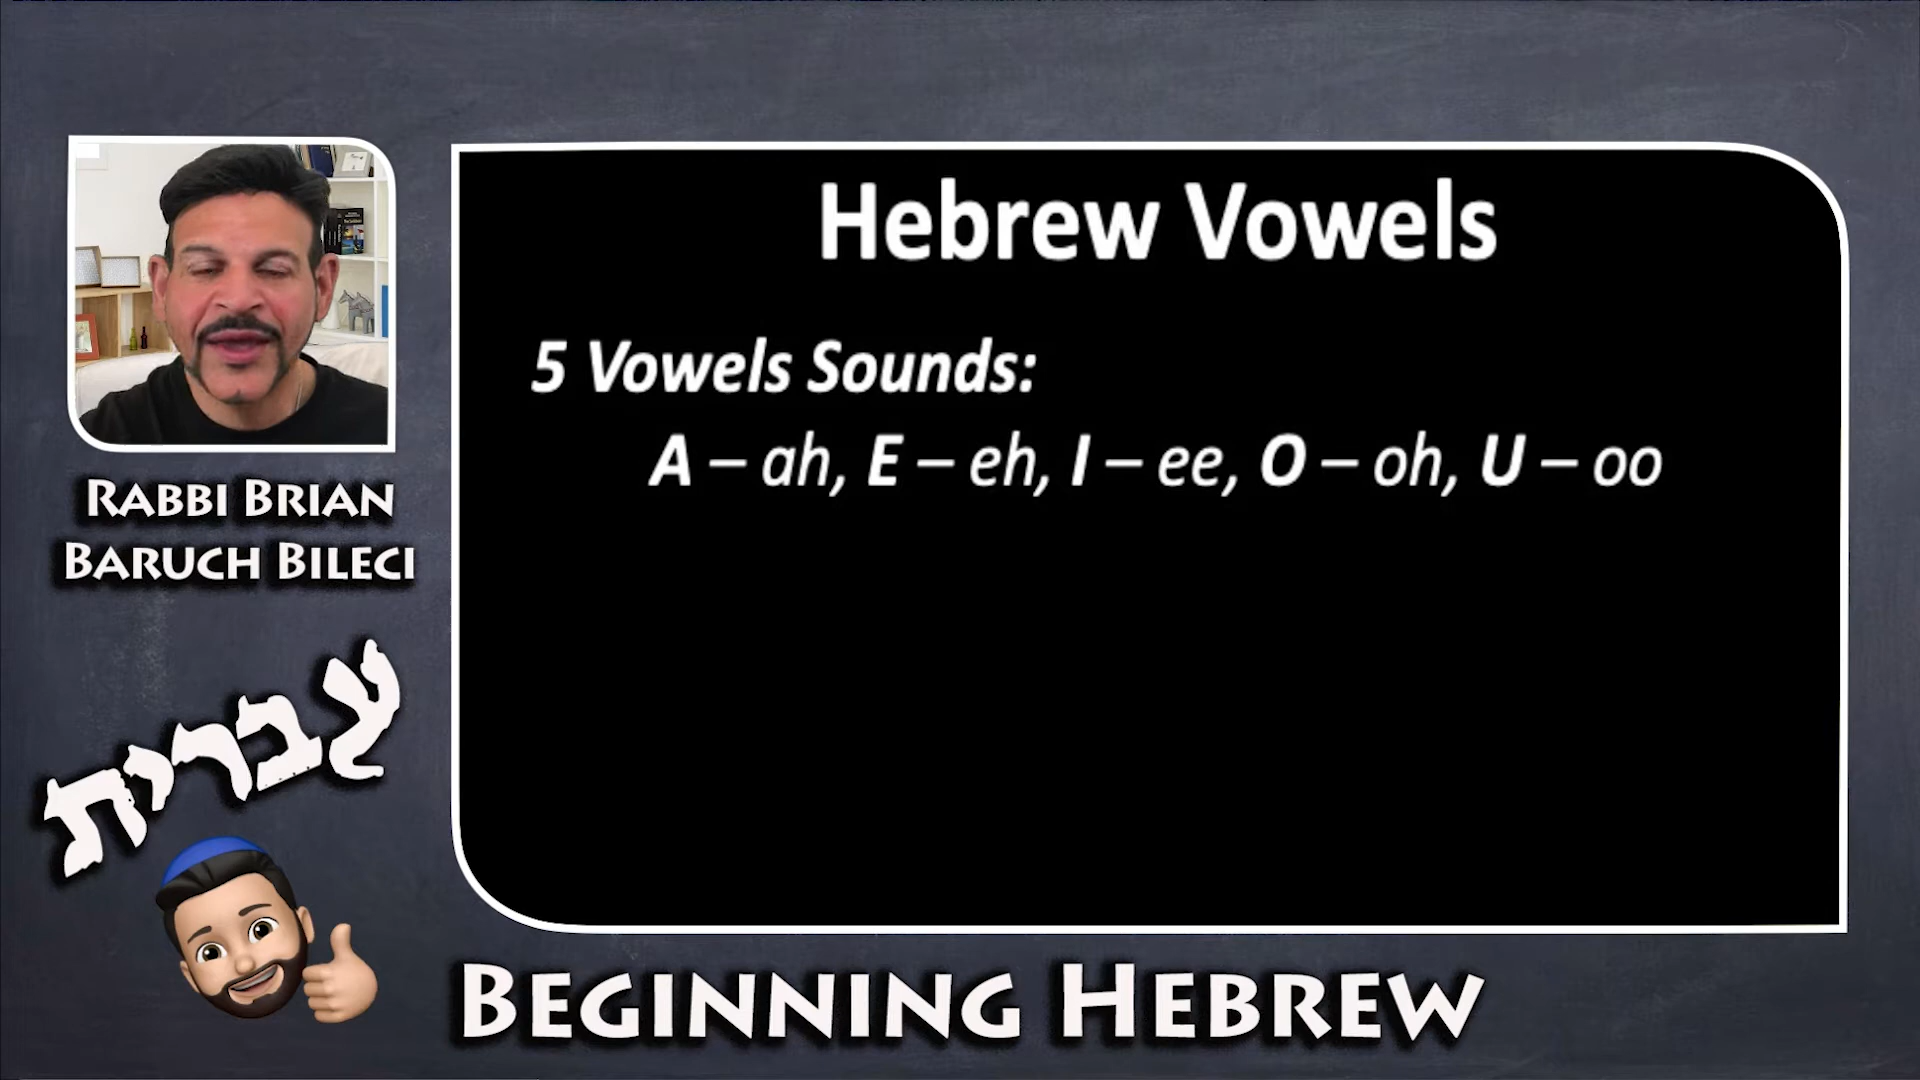 Hebrew Vowels
5 Vowels Sounds:
A – ah, E – eh, I – ee, O – oh, U – oo
RABBI BRIAN
BARUCH BILECI
עברית
BEGINNING HEBREW